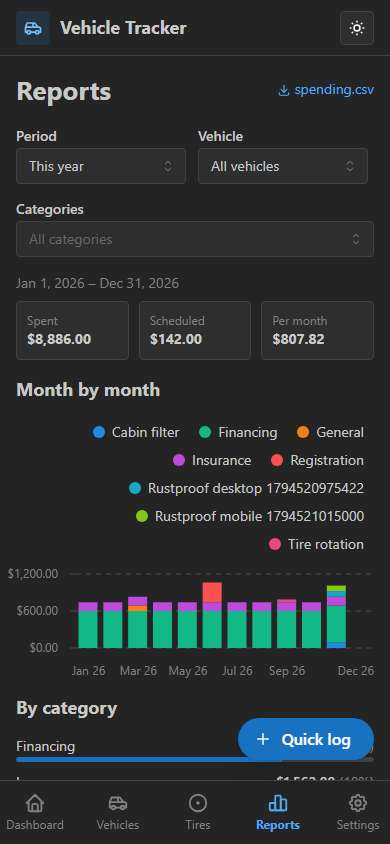 Vehicle Tracker
Reports
spending.csv
Period
Vehicle
This year
All vehicles
Categories
All categories
Jan 1, 2026 – Dec 31, 2026
Spent
Scheduled
Per month
$8,886.00
$142.00
$807.82
Month by month
Cabin filter
Financing
General
Insurance
Registration
Rustproof desktop 1794520975422
Rustproof mobile 1794521015000
Tire rotation
$1,200.00
$600.00
$0.00
Jan 26
Mar 26
May 26
Jul 26
Sep 26
Dec 26
By category
Financing
Quick log
Dashboard
Vehicles
Tires
Reports
Settings